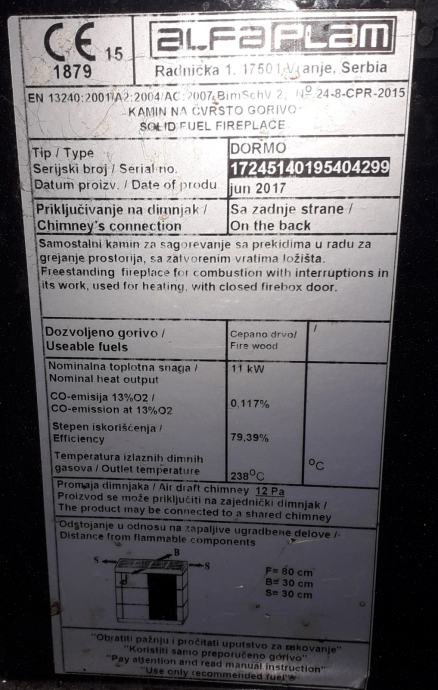 CE 15 ALFA PLAM
1879 Radnička 1, 17501 Vranje, Serbia
EN 13240:2001/A2:2004/AC:2007,BimSchV 2, Nº 24-8-CPR-2015
KAMIN NA ČVRSTO GORIVO
SOLID FUEL FIREPLACE
Tip / Type DORMO
Serijski broj / Serial no. 17245140195404299
Datum proizv. / Date of produ. jun 2017
Priključivanje na dimnjak / Sa zadnje strane /
Chimney's connection On the back
Samostalni kamin za sagorevanje sa prekidima u radu za
grejanje prostorija, sa zatvorenim vratima ložišta.
Freestanding fireplace for combustion with interruptions in
its work, used for heating, with closed firebox door.
Dozvoljeno gorivo / Cepano drvo/ /
Useable fuels Fire wood
Nominalna toplotna snaga / 11 kW
Nominal heat output
CO-emisija 13%O2 / 0,117%
CO-emission at 13%O2
Stepen iskorišćenja / 79,39%
Efficiency
Temperatura izlaznih dimnih
gasova / Outlet temperature 238ºC ºC
Promaja dimnjaka / Air draft chimney 12 Pa
Proizvod se može priključiti na zajednički dimnjak /
The product may be connected to a shared chimney
Odstojanje u odnosu na zapaljive ugradbene delove /
Distance from flammable components
B
S S
F= 80 cm
B= 30 cm
S= 30 cm
"Obratiti pažnju i pročitati uputstvo za rukovanje"
"Koristiti samo preporučeno gorivo"
"Pay attention and read manual instruction"
"Use only recommended fuel"